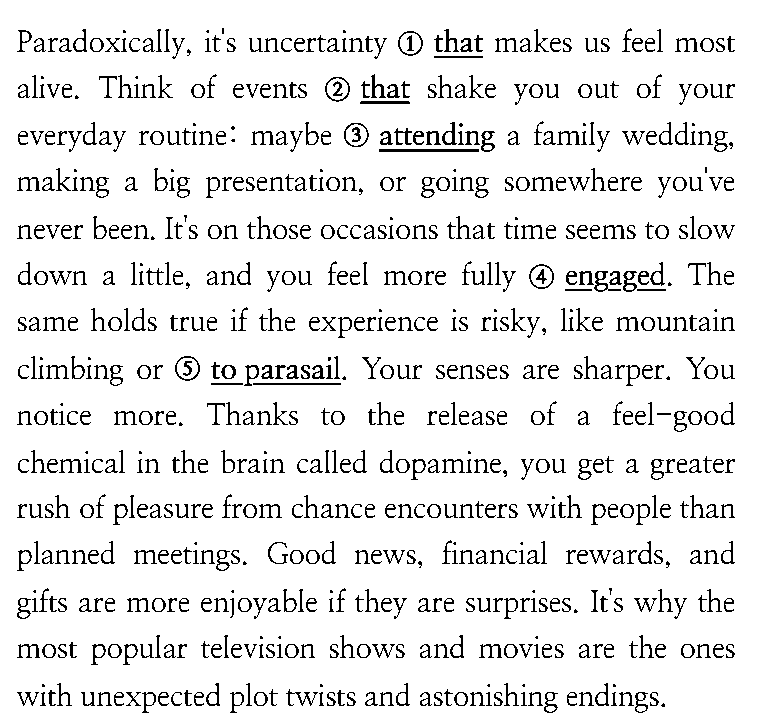 Paradoxically, it's uncertainty ① that makes us feel most
alive. Think of events ② that shake you out of your
everyday routine: maybe ③ attending a family wedding,
making a big presentation, or going somewhere you've
never been. It's on those occasions that time seems to slow
down a little, and you feel more fully ④ engaged. The
same holds true if the experience is risky, like mountain
climbing or ⑤ to parasail. Your senses are sharper. You
notice more. Thanks to the release of a feel-good
chemical in the brain called dopamine, you get a greater
rush of pleasure from chance encounters with people than
planned meetings. Good news, financial rewards, and
gifts are more enjoyable if they are surprises. It's why the
most popular television shows and movies are the ones
with unexpected plot twists and astonishing endings.